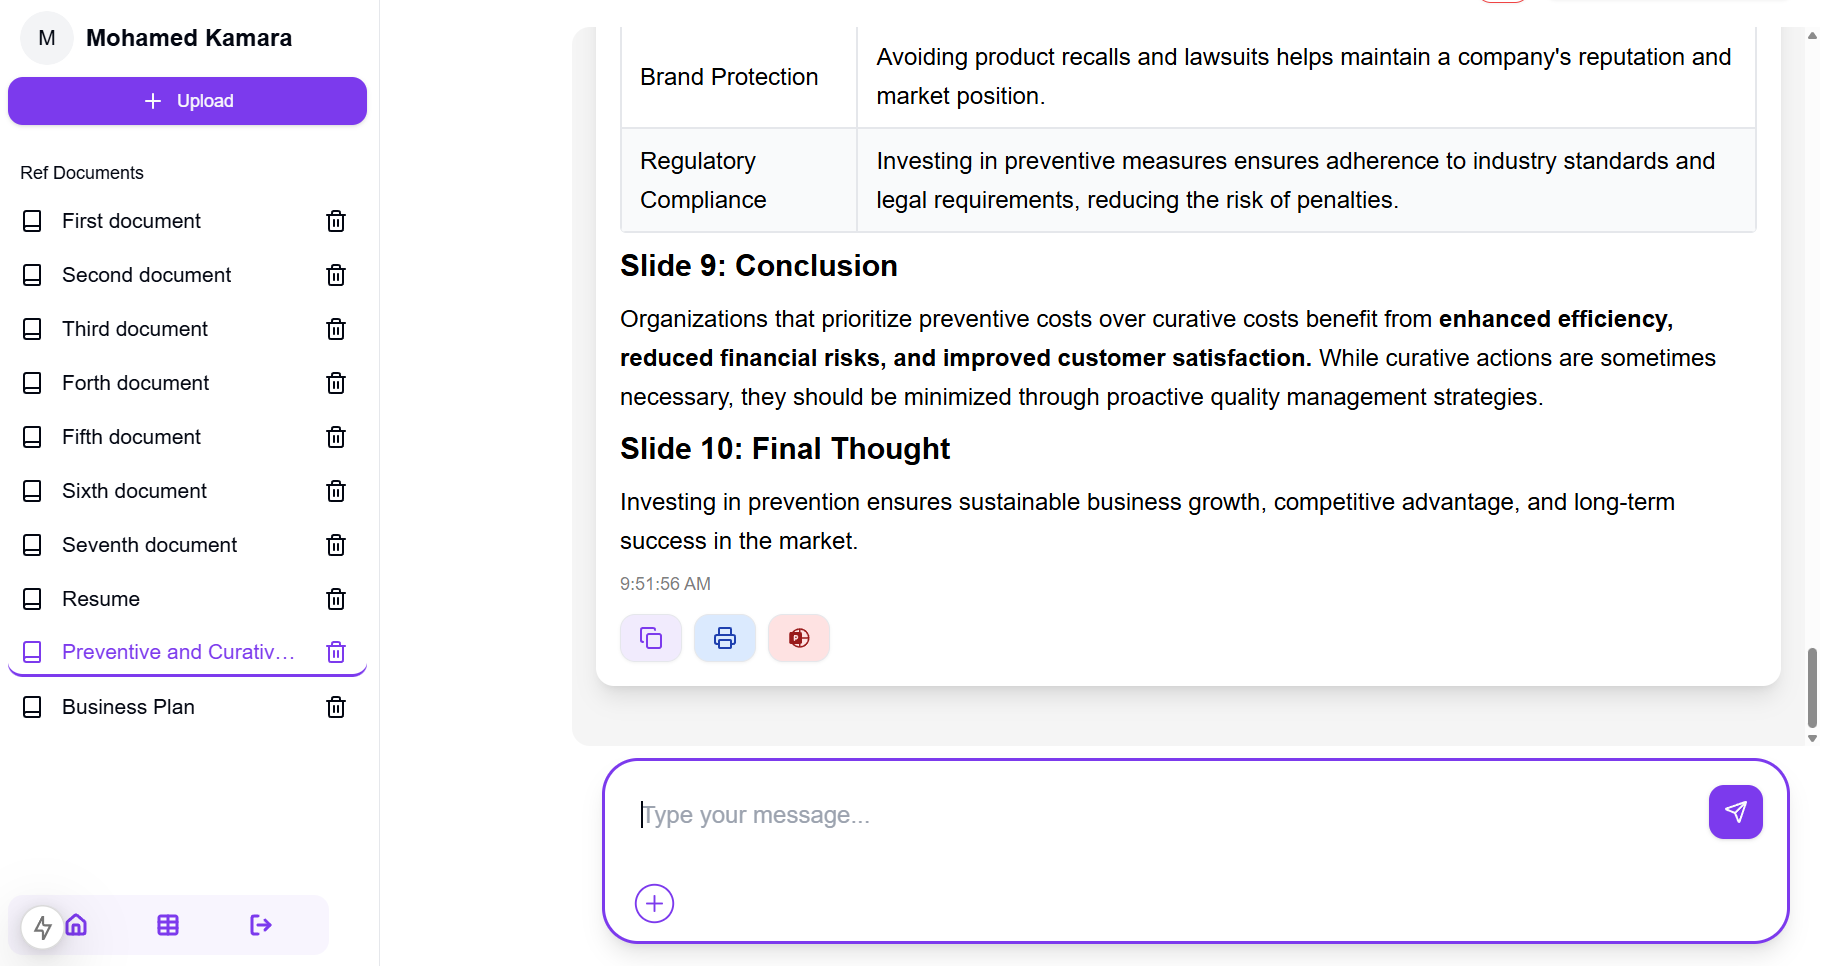 M
Mohamed Kamara
Upload
Ref Documents
First document
Second document
Third document
Forth document
Fifth document
Sixth document
Seventh document
Resume
Preventive and Curativ...
Business Plan
Brand Protection
Avoiding product recalls and lawsuits helps maintain a company's reputation and
market position.
Regulatory
Compliance
Investing in preventive measures ensures adherence to industry standards and
legal requirements, reducing the risk of penalties.
Slide 9: Conclusion
Organizations that prioritize preventive costs over curative costs benefit from enhanced efficiency,
reduced financial risks, and improved customer satisfaction. While curative actions are sometimes
necessary, they should be minimized through proactive quality management strategies.
Slide 10: Final Thought
Investing in prevention ensures sustainable business growth, competitive advantage, and long-term
success in the market.
9:51:56 AM
P
Type your message...